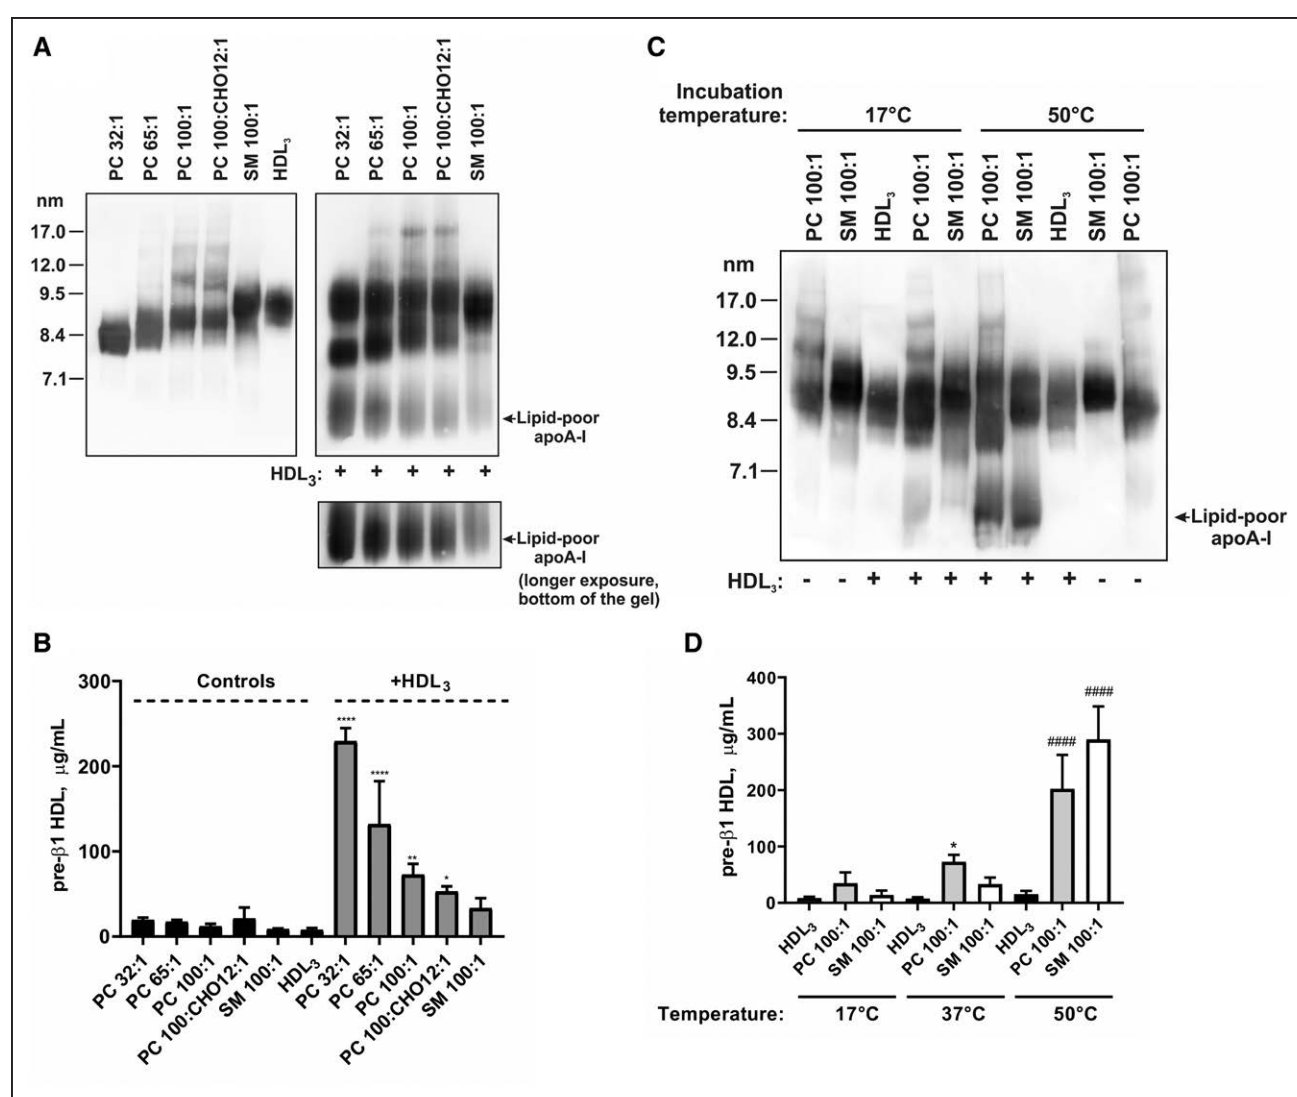 A
PC 32:1
PC 65:1
PC 100:1
PC 100:CHO12:1
SM 100:1
HDL₃
PC 32:1
PC 65:1
PC 100:1
PC 100:CHO12:1
SM 100:1
nm
17.0
12.0
9.5
8.4
7.1
Lipid-poor
apoA-I
HDL₃: + + + + +
Lipid-poor
apoA-I
(longer exposure,
bottom of the gel)
C
Incubation
temperature: 17°C 50°C
PC 100:1
SM 100:1
HDL₃
PC 100:1
SM 100:1
PC 100:1
SM 100:1
HDL₃
SM 100:1
PC 100:1
nm
17.0
12.0
9.5
8.4
7.1
Lipid-poor
apoA-I
HDL₃: - - + + + + + + - -
B
Controls +HDL₃
pre-β1 HDL, µg/mL
300
200
100
0
**** **** ** *
PC 32:1
PC 65:1
PC 105:1
PC 100:CHO12:1
SM 100:1
HDL₃
PC 32:1
PC 65:1
PC 100:1
PC 100:CHO12:1
SM 100:1
D
pre-β1 HDL, µg/mL
400
300
200
100
0
* #### ####
HDL₃
PC 100:1
SM 100:1
HDL₃
PC 100:1
SM 100:1
HDL₃
PC 100:1
SM 100:1
Temperature: 17°C 37°C 50°C